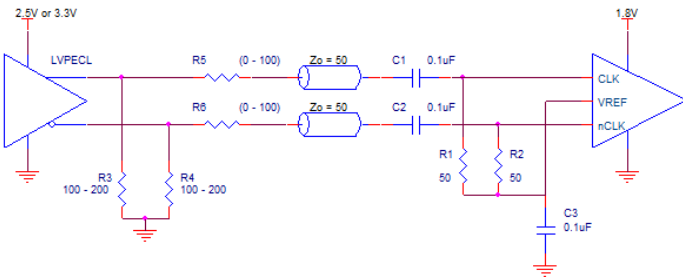 2.5V or 3.3V
1.8V
LVPECL
R5 (0 - 100) Zo = 50 C1 0.1uF
CLK
R6 (0 - 100) Zo = 50 C2 0.1uF
VREF
nCLK
R3
100 - 200
R4
100 - 200
R1
50
R2
50
C3
0.1uF